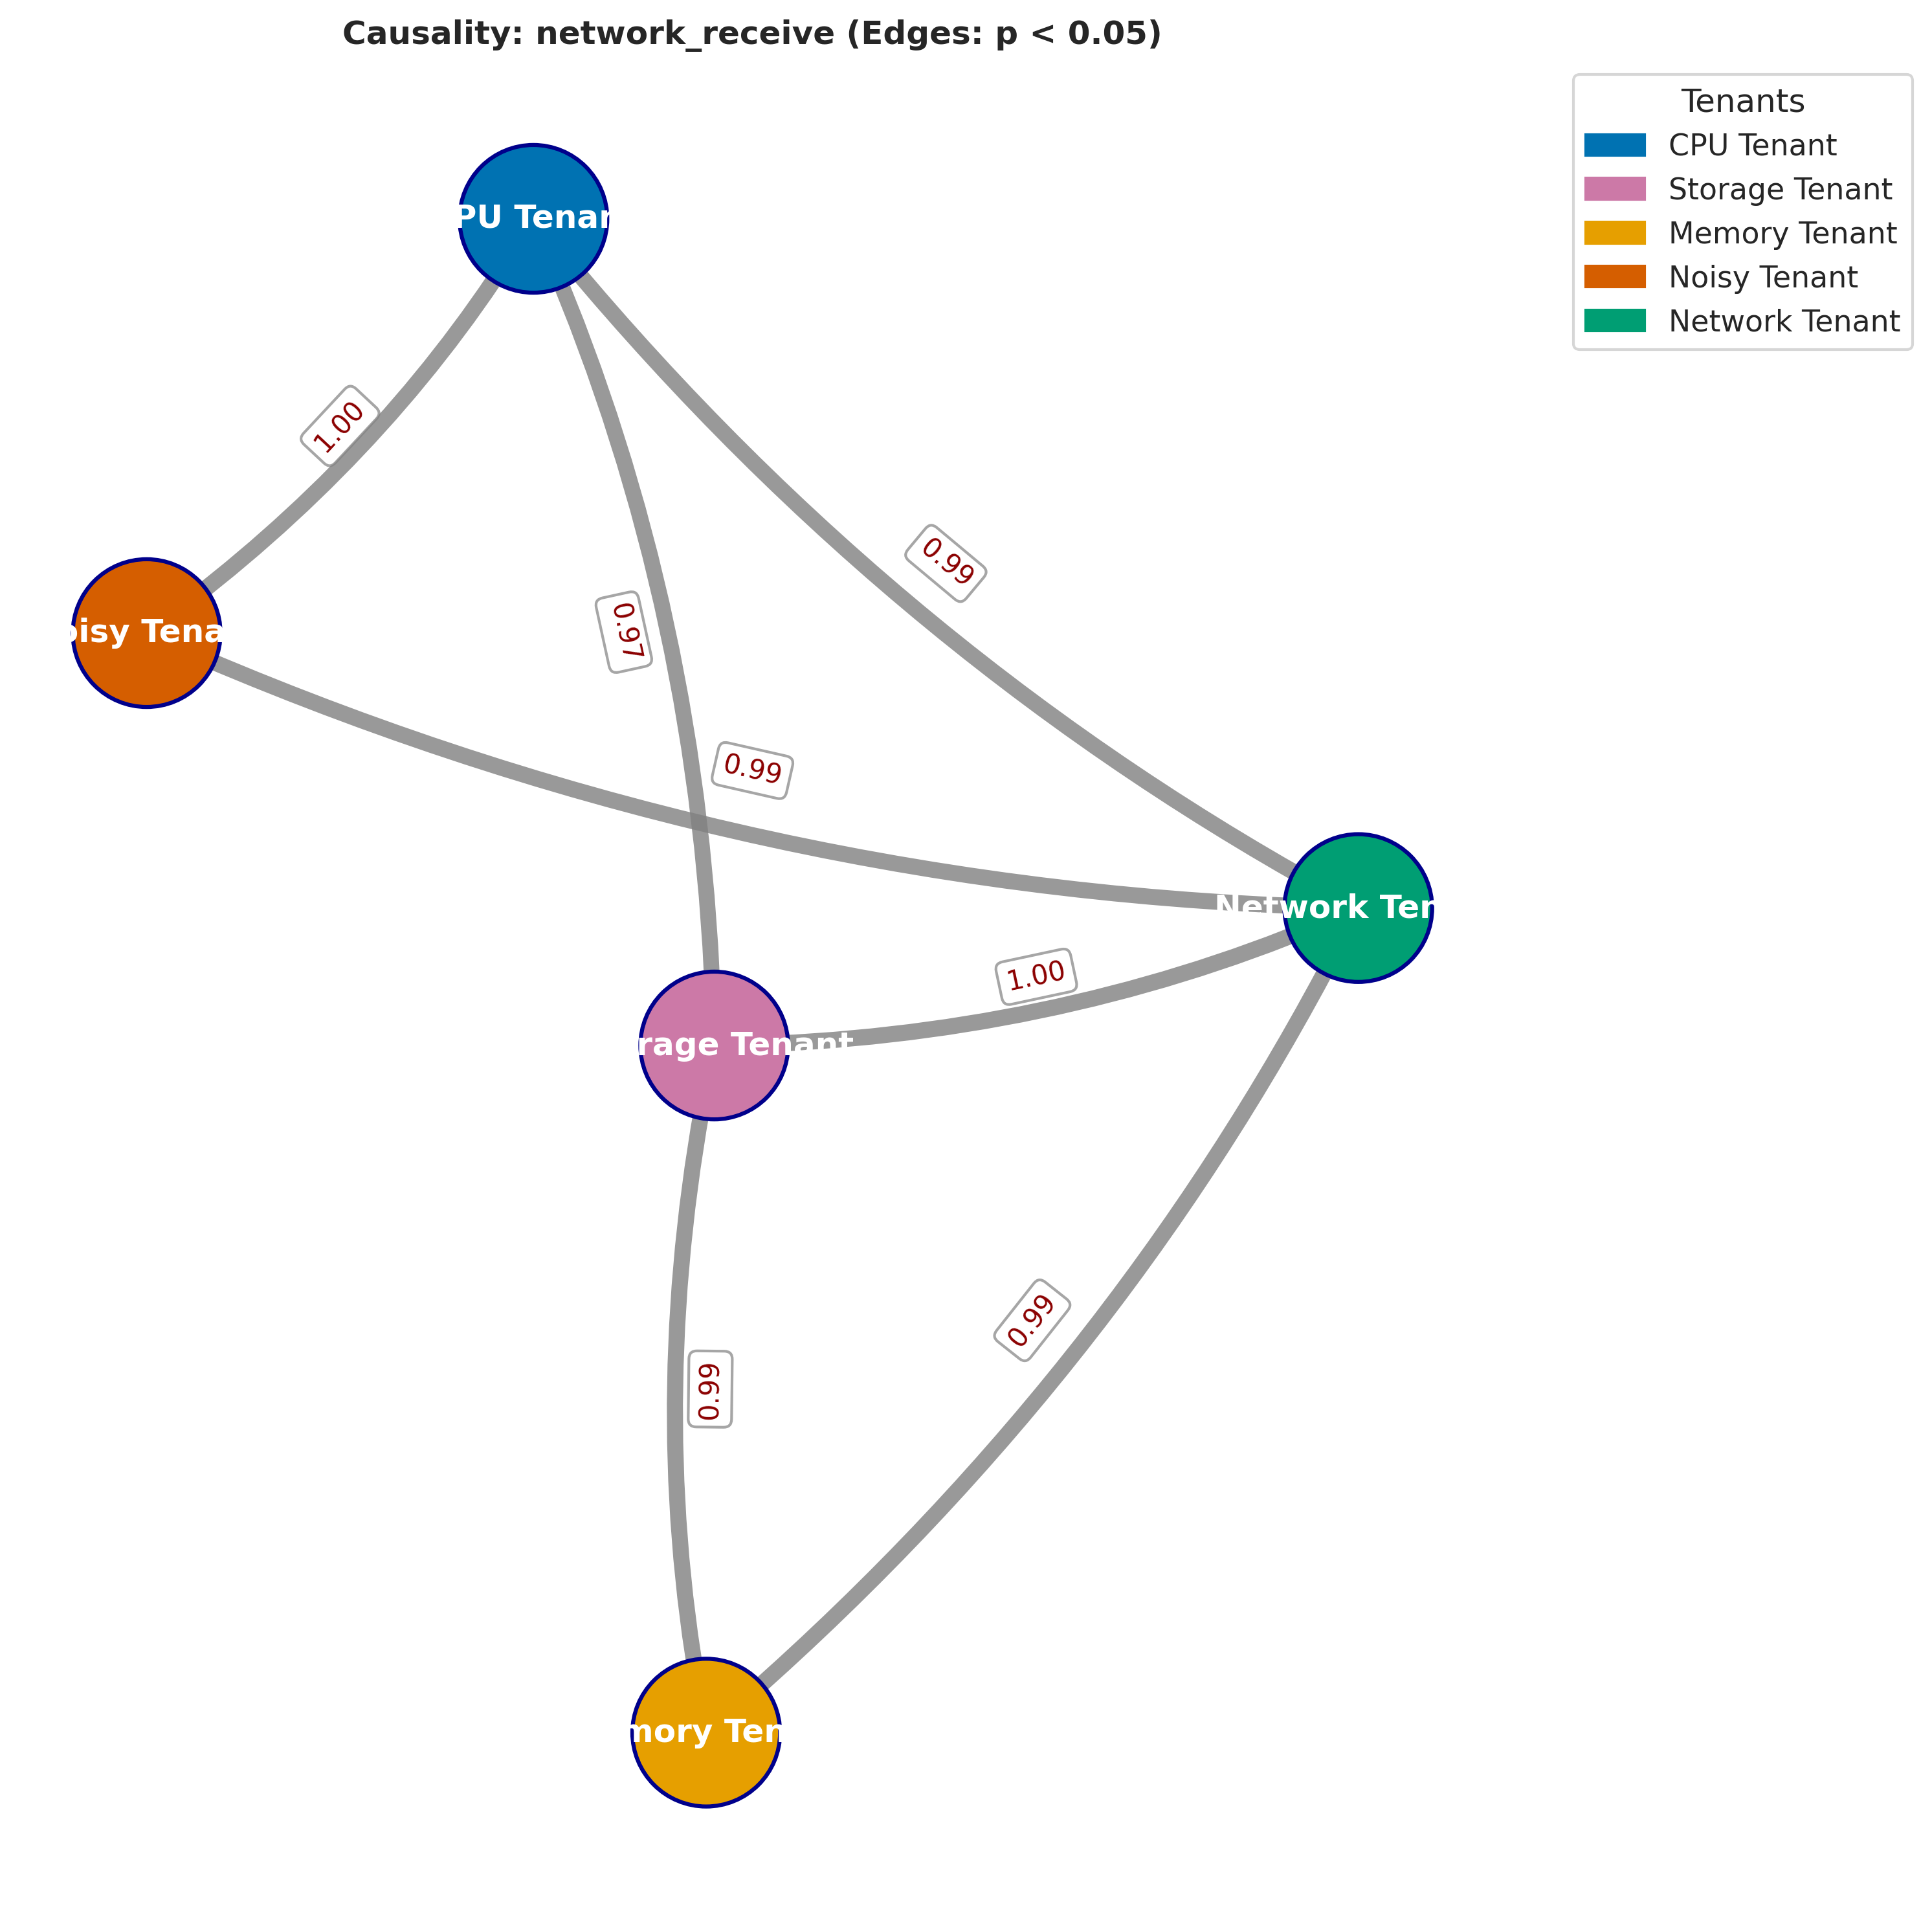 Causality: network_receive (Edges: p < 0.05)
Tenants
CPU Tenant
Storage Tenant
Memory Tenant
Noisy Tenant
Network Tenant
PU Tenar
1.00
0.99
oisy Tena
0.97
0.99
Network Ten
1.00
rage Tenant
0.99
0.99
mory Ten